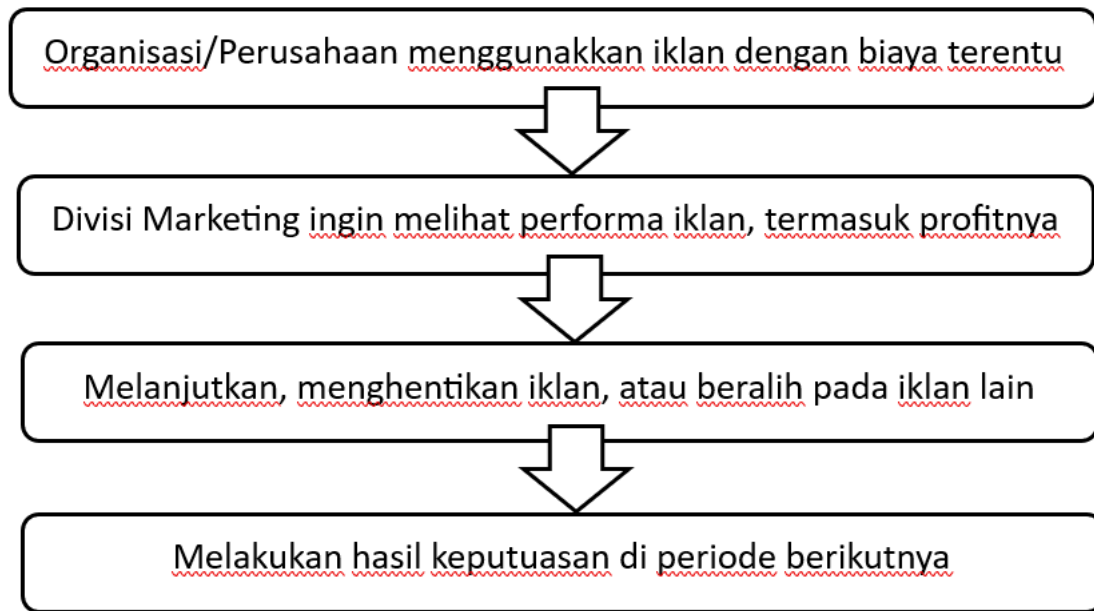 Organisasi/Perusahaan menggunakkan iklan dengan biaya terentu
Divisi Marketing ingin melihat performa iklan, termasuk profitnya
Melanjutkan, menghentikan iklan, atau beralih pada iklan lain
Melakukan hasil keputuasan di periode berikutnya